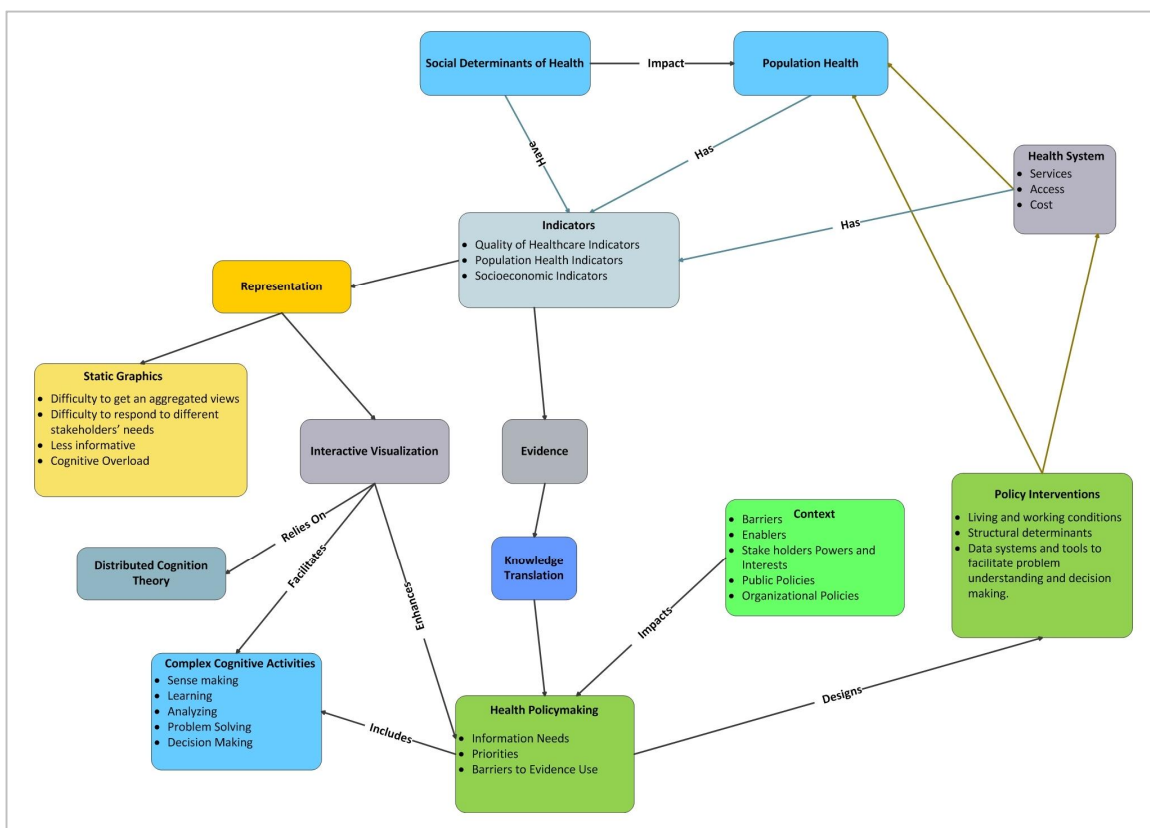 Social Determinants of Health
Impact
Population Health
Have
Has
Health System
• Services
• Access
• Cost
Has
Indicators
• Quality of Healthcare Indicators
• Population Health Indicators
• Socioeconomic Indicators
Representation
Static Graphics
• Difficulty to get an aggregated views
• Difficulty to respond to different
stakeholders' needs
• Less informative
• Cognitive Overload
Interactive Visualization
Evidence
Policy Interventions
• Living and working conditions
• Structural determinants
• Data systems and tools to
facilitate problem
understanding and decision
making.
Context
• Barriers
• Enablers
• Stake holders Powers and
Interests
• Public Policies
• Organizational Policies
Relies On
Facilitates
Enhances
Distributed Cognition
Theory
Knowledge
Translation
Impacts
Complex Cognitive Activities
• Sense making
• Learning
• Analyzing
• Problem Solving
• Decision Making
Includes
Health Policymaking
• Information Needs
• Priorities
• Barriers to Evidence Use
Designs